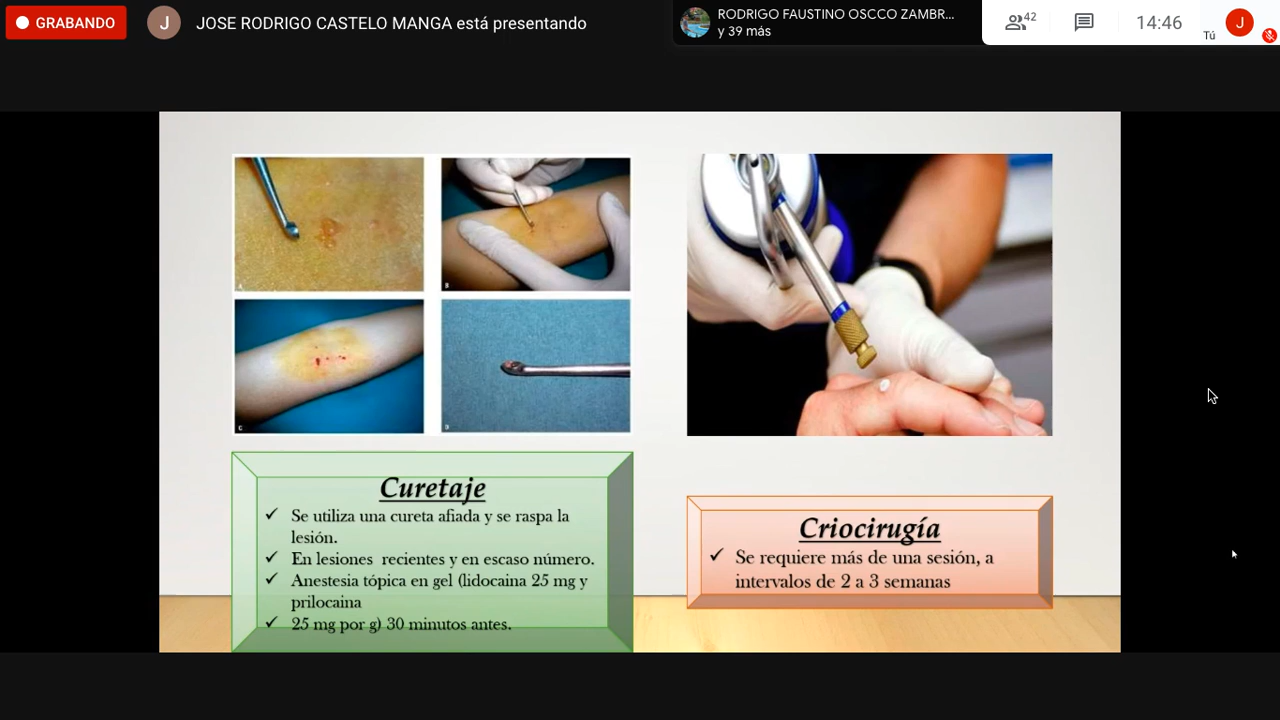 GRABANDO
J
JOSE RODRIGO CASTELO MANGA está presentando
RODRIGO FAUSTINO OSCCO ZAMBR...
y 39 más
42
14:46
Tú
J
A
B
C
D
Curetaje
✓ Se utiliza una cureta afiada y se raspa la
lesión.
✓ En lesiones recientes y en escaso número.
✓ Anestesia tópica en gel (lidocaina 25 mg y
prilocaina
✓ 25 mg por g) 30 minutos antes.
Criocirugía
✓ Se requiere más de una sesión, a
intervalos de 2 a 3 semanas